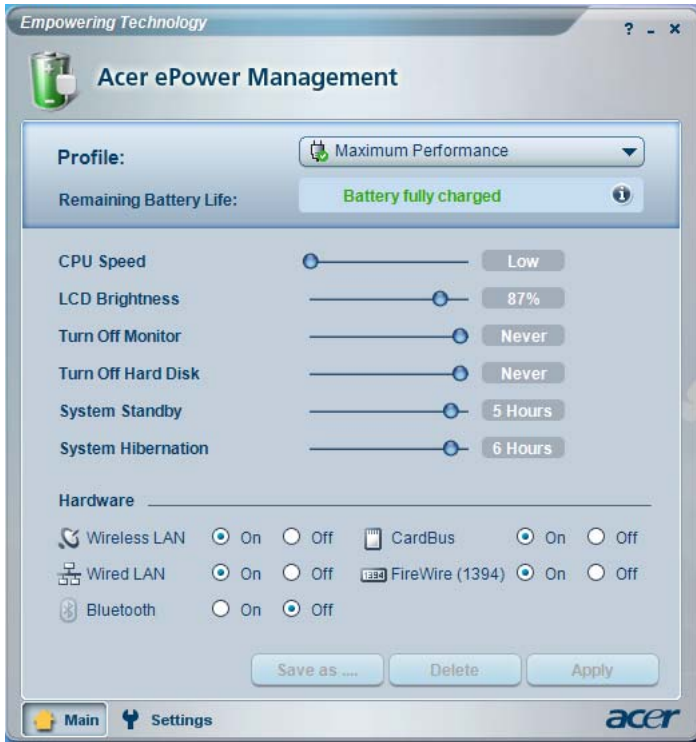 Empowering Technology
? - ×
Acer ePower Management
Profile: Maximum Performance
Remaining Battery Life: Battery fully charged
CPU Speed Low
LCD Brightness 87%
Turn Off Monitor Never
Turn Off Hard Disk Never
System Standby 5 Hours
System Hibernation 6 Hours
Hardware
Wireless LAN On Off CardBus On Off
Wired LAN On Off 1394 FireWire (1394) On Off
Bluetooth On Off
Save as .... Delete Apply
Main Settings acer